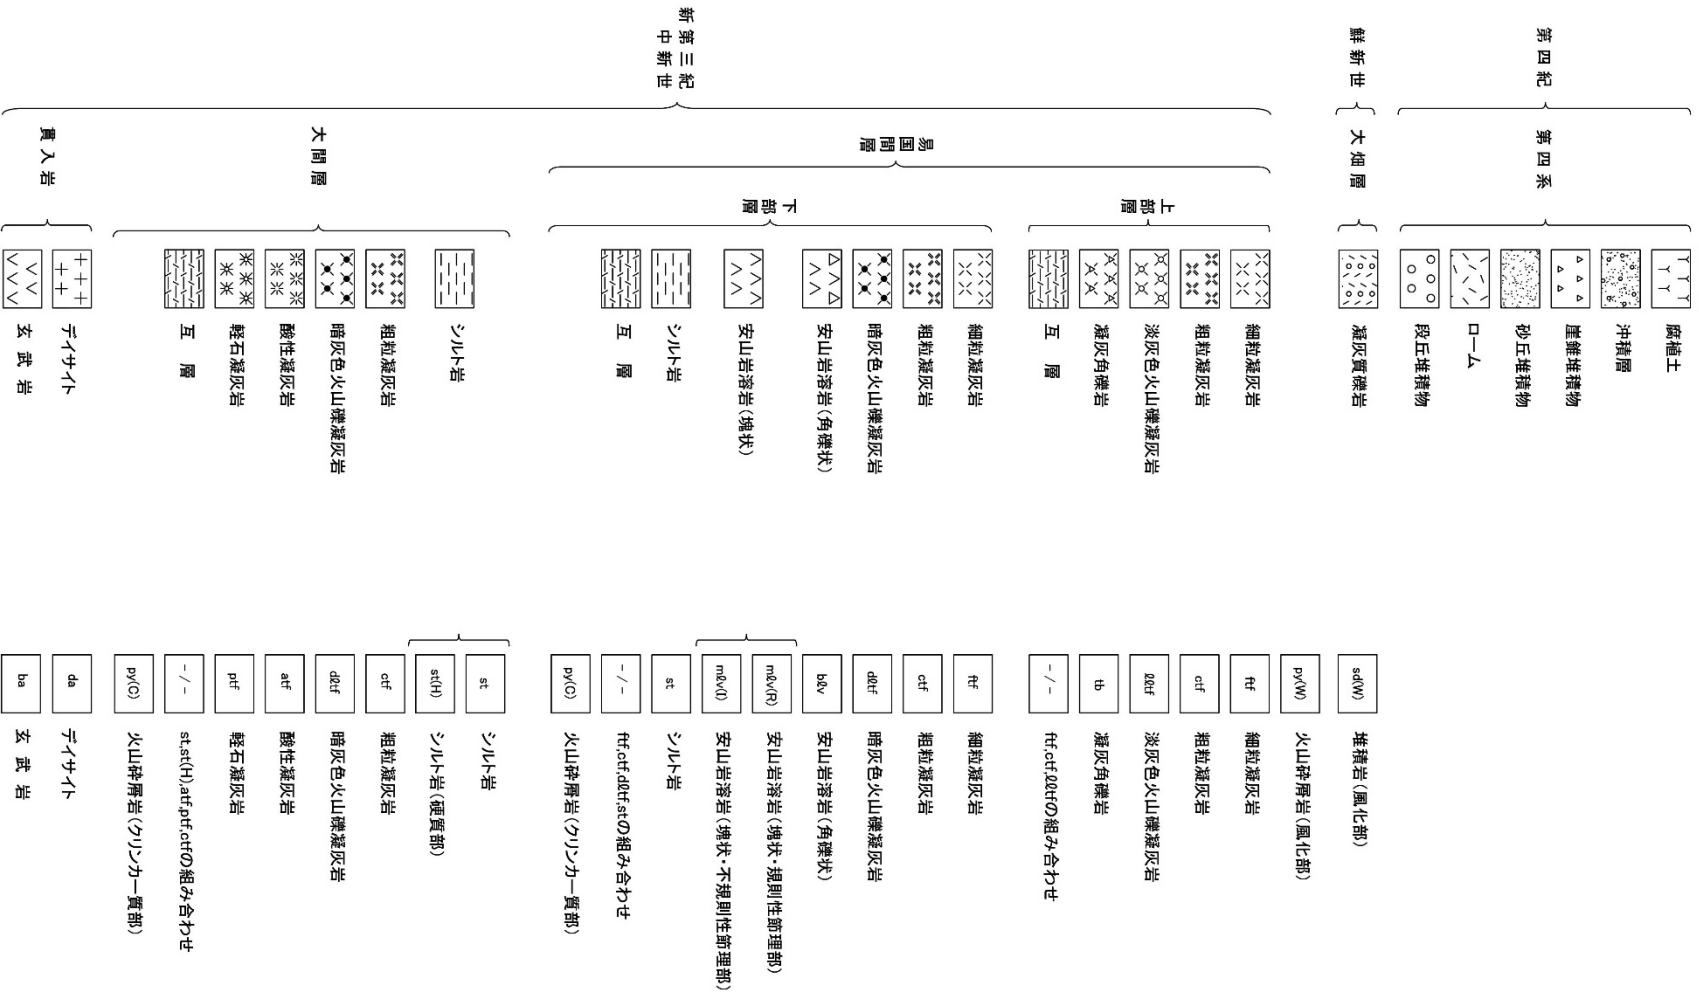 第四紀
第四系
腐植土
沖積層
崖錐堆積物
砂丘堆積物
ローム
段丘堆積物
鮮新世
大畑層
凝灰質礫岩
新第三紀
中新世
易国間層
上部層
細粒凝灰岩
粗粒凝灰岩
淡灰色火山礫凝灰岩
凝灰角礫岩
互 層
下部層
細粒凝灰岩
粗粒凝灰岩
暗灰色火山礫凝灰岩
安山岩溶岩(角礫状)
安山岩溶岩(塊状)
シルト岩
互 層
大間層
シルト岩
粗粒凝灰岩
暗灰色火山礫凝灰岩
酸性凝灰岩
軽石凝灰岩
互 層
貫入岩
デイサイト
玄武岩
sd(W) 堆積岩(風化部)
py(W) 火山砕屑岩(風化部)
ftf 細粒凝灰岩
ctf 粗粒凝灰岩
ℓℓtf 淡灰色火山礫凝灰岩
tb 凝灰角礫岩
-/- ftf,ctf,ℓℓtfの組み合わせ
ftf 細粒凝灰岩
ctf 粗粒凝灰岩
dℓtf 暗灰色火山礫凝灰岩
bℓv 安山岩溶岩(角礫状)
mℓv(R) 安山岩溶岩(塊状・規則性節理部)
mℓv(I) 安山岩溶岩(塊状・不規則性節理部)
st シルト岩
-/- ftf,ctf,dℓtf,stの組み合わせ
py(C) 火山砕屑岩(クリンカー質部)
st シルト岩
st(H) シルト岩(硬質部)
ctf 粗粒凝灰岩
dℓtf 暗灰色火山礫凝灰岩
atf 酸性凝灰岩
ptf 軽石凝灰岩
-/- st,st(H),atf,ptf,ctfの組み合わせ
py(C) 火山砕屑岩(クリンカー質部)
da デイサイト
ba 玄武岩